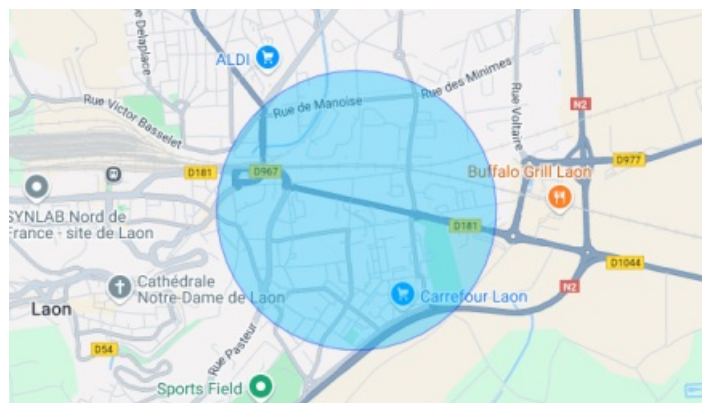 Rue Delaplace
ALDI
Rue des Minimes
Rue Voltaire
N2
Rue Victor Basselet
Rue de Manoise
D181
D967
D977
Buffalo Grill Laon
SYNLAB Nord de
France - site de Laon
D181
D1044
Cathédrale
Notre-Dame de Laon
Carrefour Laon
N2
Laon
D54
Rue Pasteur
Sports Field